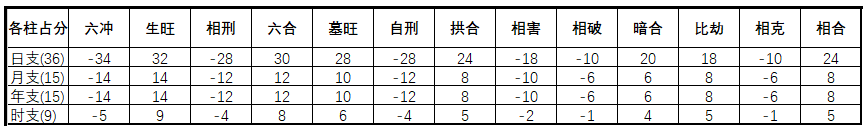 各柱占分 六冲 生旺 相刑 六合 墓旺 自刑 拱合 相害 相破 暗合 比劫 相克 相合
日支(36) -34 32 -28 30 28 -28 24 -18 -10 20 18 -10 24
月支(15) -14 14 -12 12 10 -12 8 -10 -6 6 8 -6 8
年支(15) -14 14 -12 12 10 -12 8 -10 -6 6 8 -6 8
时支(9) -5 9 -4 8 6 -4 5 -2 -1 4 5 -1 5